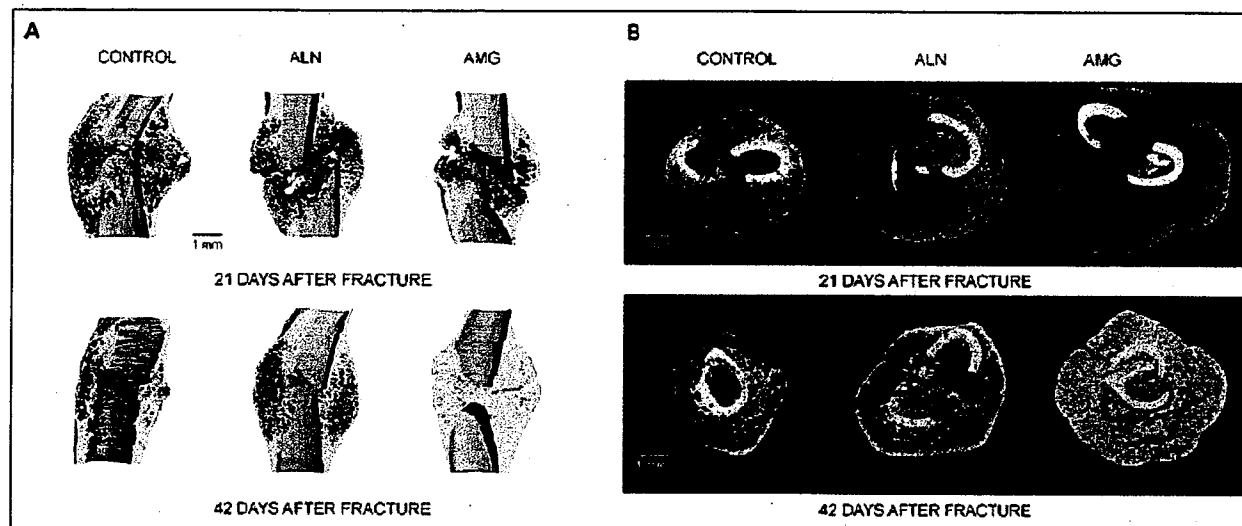 A
CONTROL ALN AMG
1 mm
21 DAYS AFTER FRACTURE
42 DAYS AFTER FRACTURE
B
CONTROL ALN AMG
21 DAYS AFTER FRACTURE
42 DAYS AFTER FRACTURE